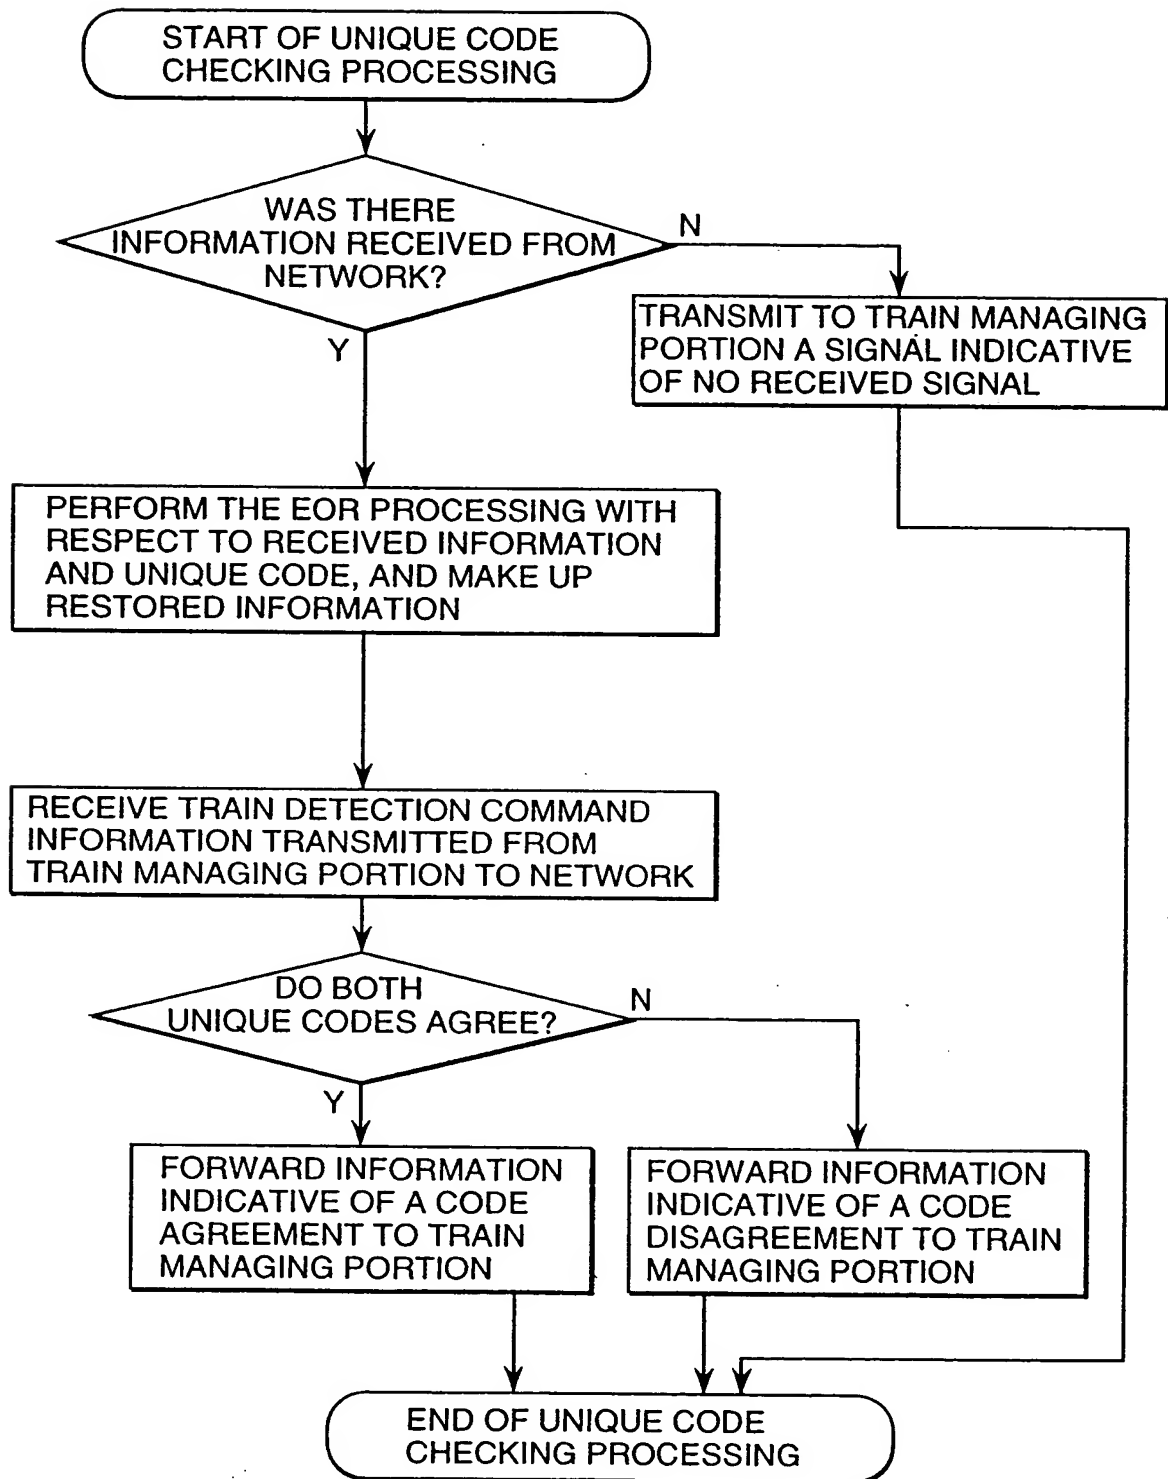 START OF UNIQUE CODE
CHECKING PROCESSING
WAS THERE
INFORMATION RECEIVED FROM
NETWORK?
N
Y
TRANSMIT TO TRAIN MANAGING
PORTION A SIGNAL INDICATIVE
OF NO RECEIVED SIGNAL
PERFORM THE EOR PROCESSING WITH
RESPECT TO RECEIVED INFORMATION
AND UNIQUE CODE, AND MAKE UP
RESTORED INFORMATION
RECEIVE TRAIN DETECTION COMMAND
INFORMATION TRANSMITTED FROM
TRAIN MANAGING PORTION TO NETWORK
DO BOTH
UNIQUE CODES AGREE?
N
Y
FORWARD INFORMATION
INDICATIVE OF A CODE
AGREEMENT TO TRAIN
MANAGING PORTION
FORWARD INFORMATION
INDICATIVE OF A CODE
DISAGREEMENT TO TRAIN
MANAGING PORTION
END OF UNIQUE CODE
CHECKING PROCESSING